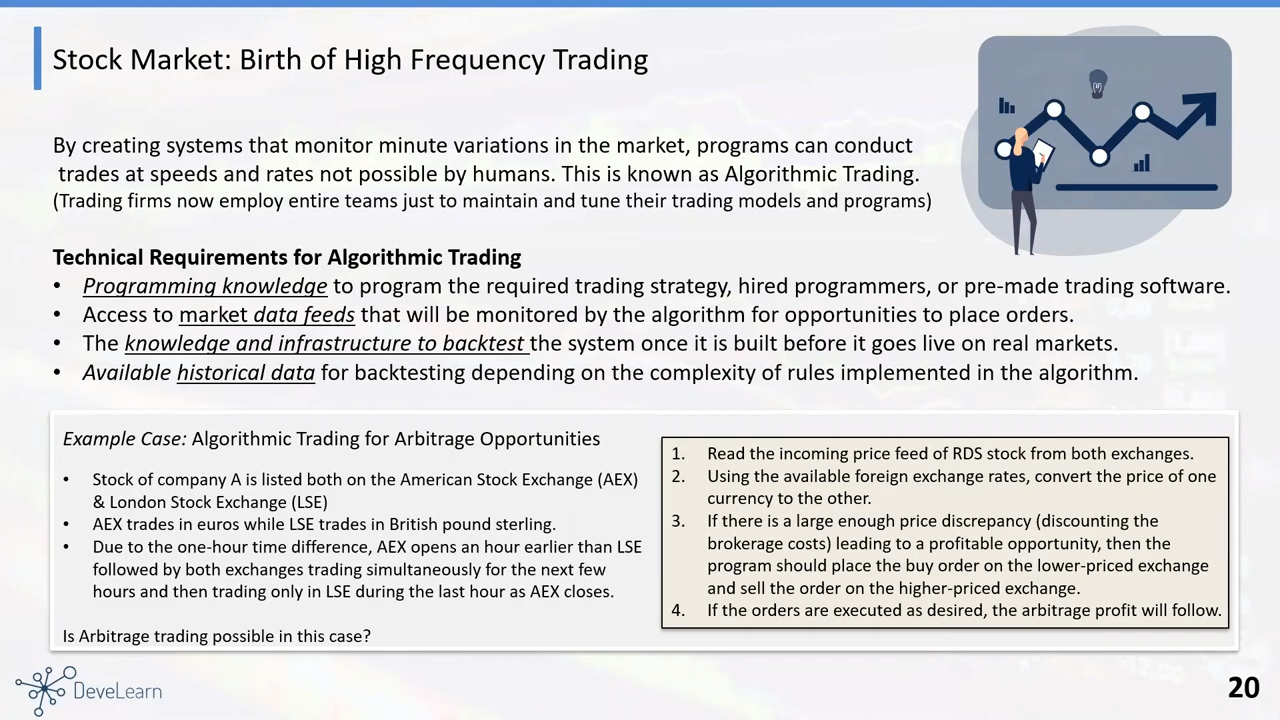 Stock Market: Birth of High Frequency Trading
By creating systems that monitor minute variations in the market, programs can conduct
trades at speeds and rates not possible by humans. This is known as Algorithmic Trading.
(Trading firms now employ entire teams just to maintain and tune their trading models and programs)
Technical Requirements for Algorithmic Trading
• Programming knowledge to program the required trading strategy, hired programmers, or pre-made trading software.
• Access to market data feeds that will be monitored by the algorithm for opportunities to place orders.
• The knowledge and infrastructure to backtest the system once it is built before it goes live on real markets.
• Available historical data for backtesting depending on the complexity of rules implemented in the algorithm.
Example Case: Algorithmic Trading for Arbitrage Opportunities
• Stock of company A is listed both on the American Stock Exchange (AEX)
& London Stock Exchange (LSE)
• AEX trades in euros while LSE trades in British pound sterling.
• Due to the one-hour time difference, AEX opens an hour earlier than LSE
followed by both exchanges trading simultaneously for the next few
hours and then trading only in LSE during the last hour as AEX closes.
Is Arbitrage trading possible in this case?
1. Read the incoming price feed of RDS stock from both exchanges.
2. Using the available foreign exchange rates, convert the price of one
currency to the other.
3. If there is a large enough price discrepancy (discounting the
brokerage costs) leading to a profitable opportunity, then the
program should place the buy order on the lower-priced exchange
and sell the order on the higher-priced exchange.
4. If the orders are executed as desired, the arbitrage profit will follow.
DeveLearn
20